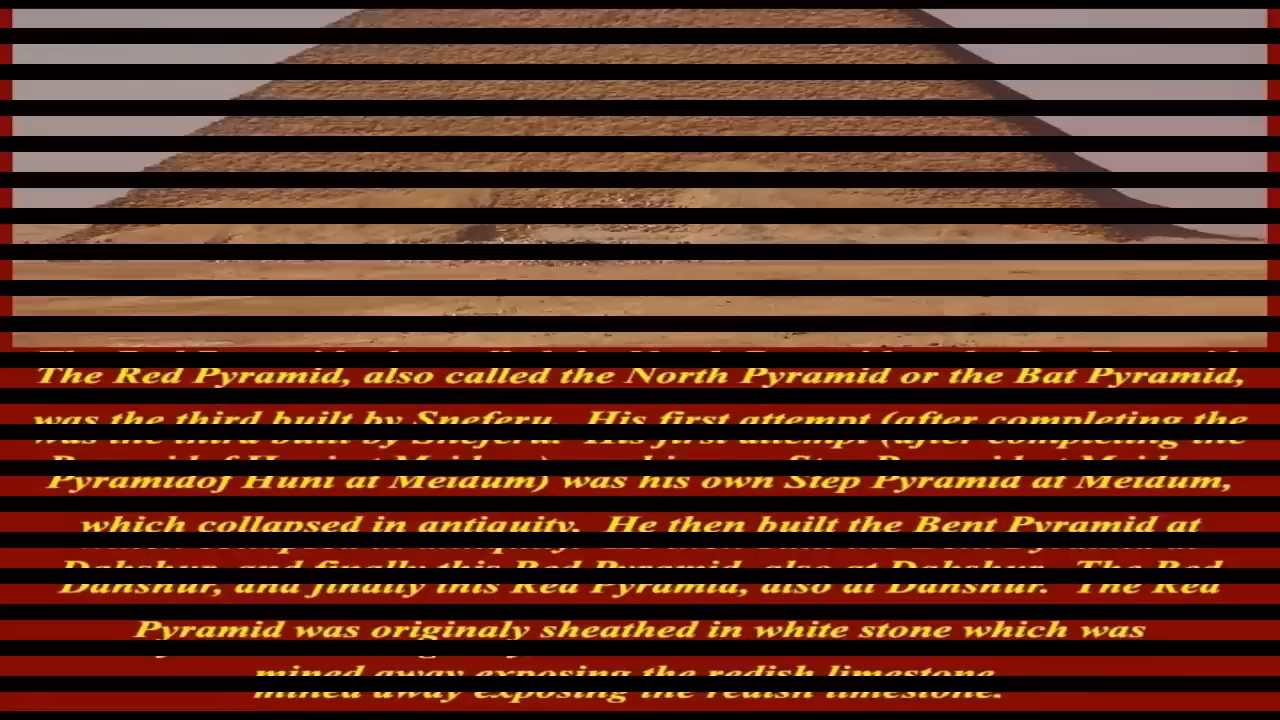 The Red Pyramid, also called the North Pyramid or the Bat Pyramid,
was the third built by Sneferu. His first attempt (after completing the
Pyramidof Huni at Meidum) was his own Step Pyramid at Meidum,
which collapsed in antiquity. He then built the Bent Pyramid at
Dahshur, and finally this Red Pyramid, also at Dahshur. The Red
Pyramid was originaly sheathed in white stone which was
mined away exposing the redish limestone.